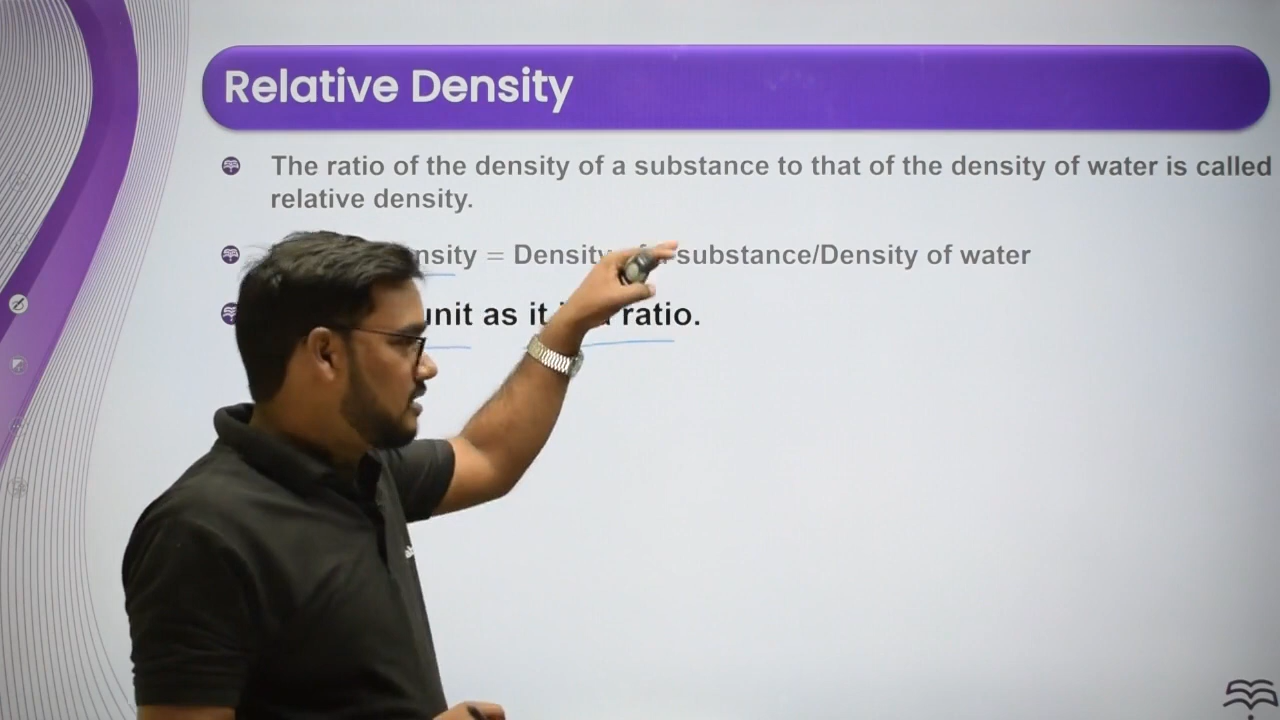 Relative Density
The ratio of the density of a substance to that of the density of water is called
relative density.
= Density substance/Density of water
unit as it ratio.